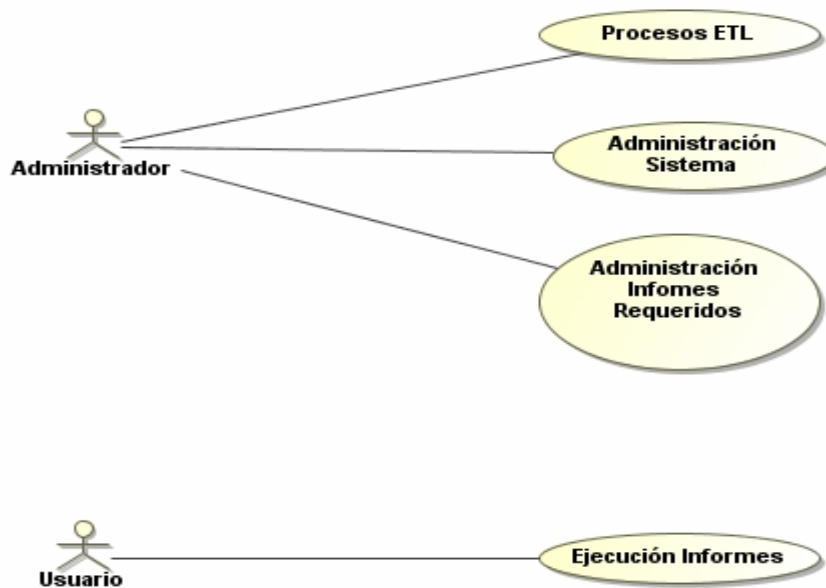 Procesos ETL
Administración
Sistema
Administrador
Administración
Infomes
Requeridos
Ejecución Informes
Usuario